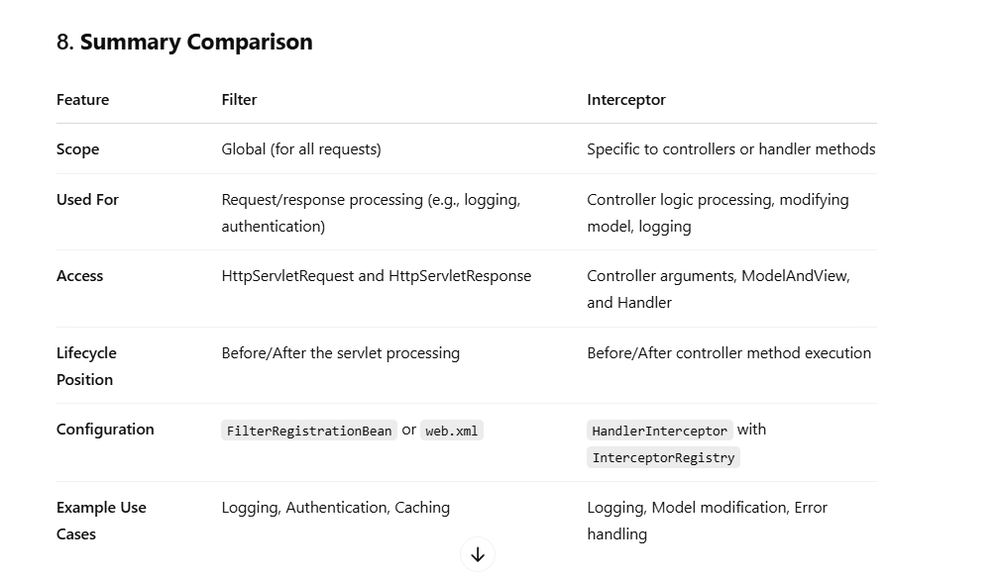 8. Summary Comparison
Feature Filter Interceptor
Scope Global (for all requests) Specific to controllers or handler methods
Used For Request/response processing (e.g., logging, Controller logic processing, modifying
authentication) model, logging
Access HttpServletRequest and HttpServletResponse Controller arguments, ModelAndView,
and Handler
Lifecycle Before/After the servlet processing Before/After controller method execution
Position
Configuration FilterRegistrationBean or web.xml HandlerInterceptor with
InterceptorRegistry
Example Use Logging, Authentication, Caching Logging, Model modification, Error
Cases handling